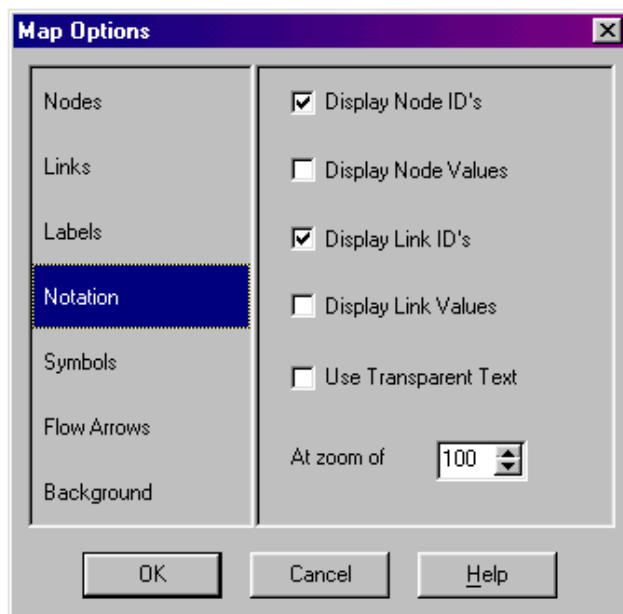 Map Options
Nodes
Links
Labels
Notation
Symbols
Flow Arrows
Background
Display Node ID's
Display Node Values
Display Link ID's
Display Link Values
Use Transparent Text
At zoom of 100
OK Cancel Help